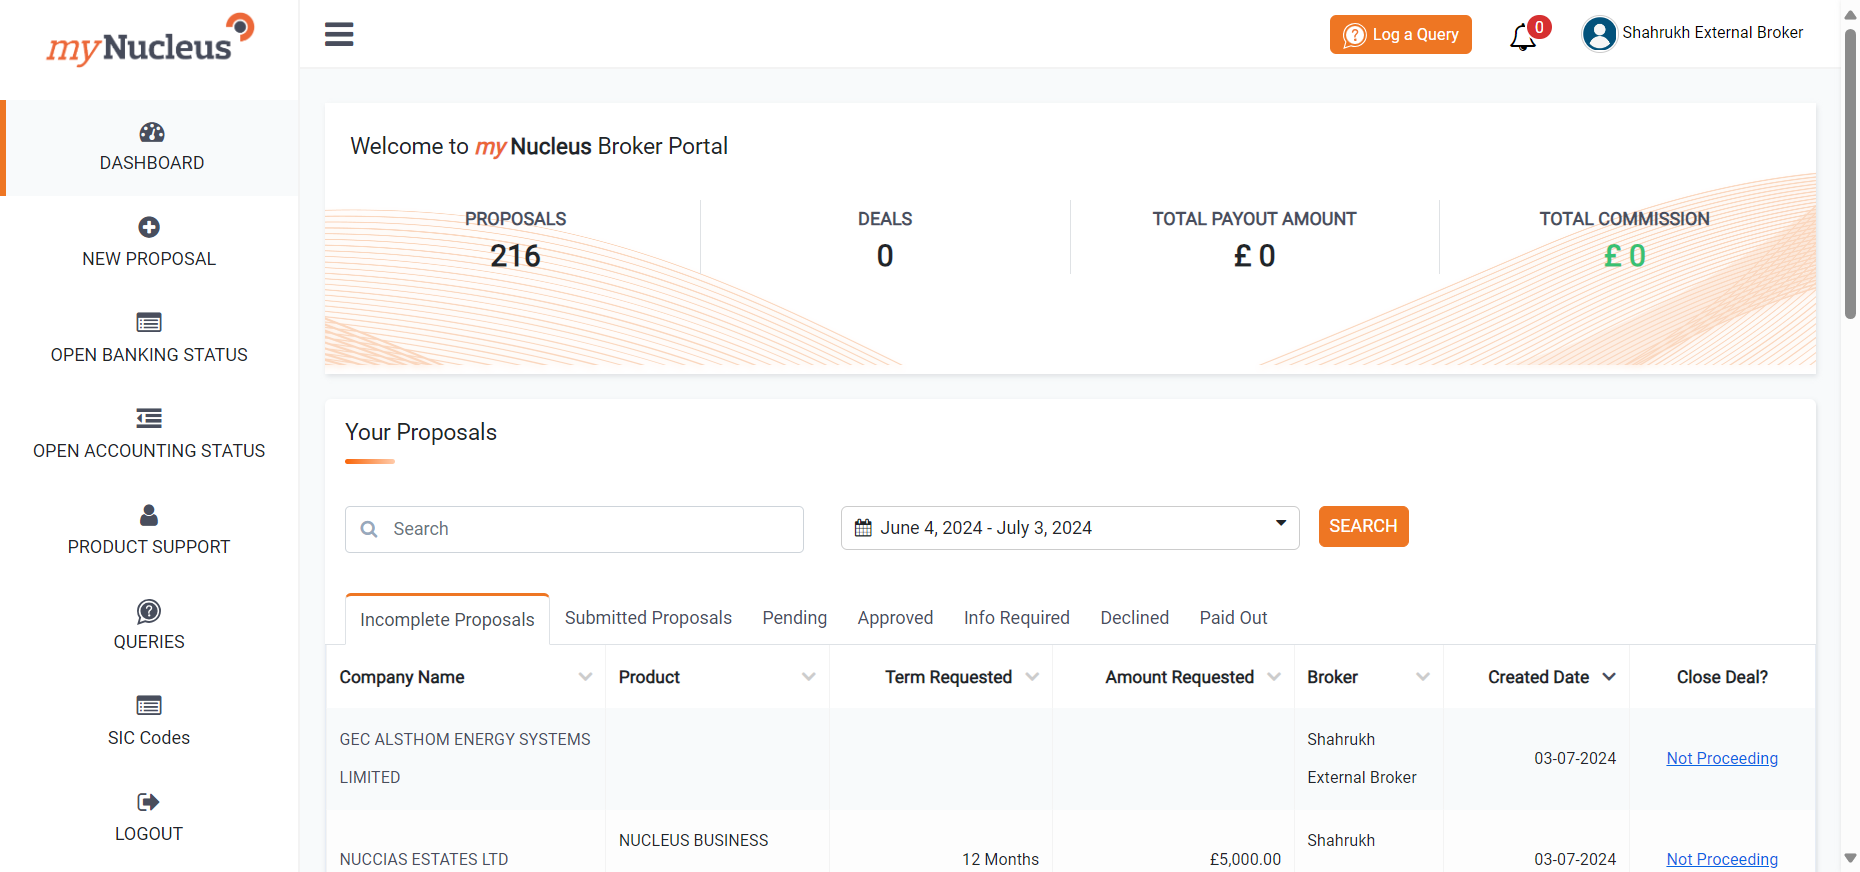 myNucleus
Log a Query
0
Shahrukh External Broker
DASHBOARD
NEW PROPOSAL
OPEN BANKING STATUS
OPEN ACCOUNTING STATUS
PRODUCT SUPPORT
QUERIES
SIC Codes
LOGOUT
Welcome to my Nucleus Broker Portal
PROPOSALS
216
DEALS
0
TOTAL PAYOUT AMOUNT
£ 0
TOTAL COMMISSION
£ 0
Your Proposals
Search
June 4, 2024 - July 3, 2024
SEARCH
Incomplete Proposals Submitted Proposals Pending Approved Info Required Declined Paid Out
Company Name Product Term Requested Amount Requested Broker Created Date Close Deal?
GEC ALSTHOM ENERGY SYSTEMS
LIMITED
Shahrukh
External Broker
03-07-2024
Not Proceeding
NUCCIAS ESTATES LTD
NUCLEUS BUSINESS
12 Months
£5,000.00
Shahrukh
03-07-2024
Not Proceeding